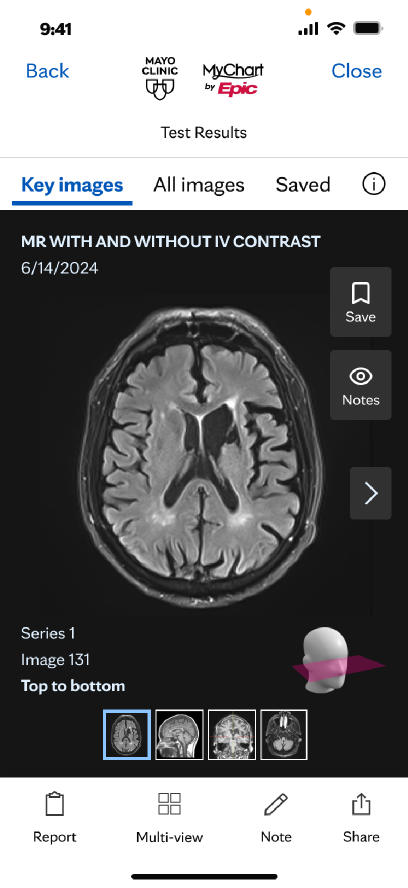 9:41
Back
MAYO
CLINIC
MyChart
by Epic
Close
Test Results
Key images
All images
Saved
MR WITH AND WITHOUT IV CONTRAST
6/14/2024
Save
Notes
Series 1
Image 131
Top to bottom
Report
Multi-view
Note
Share